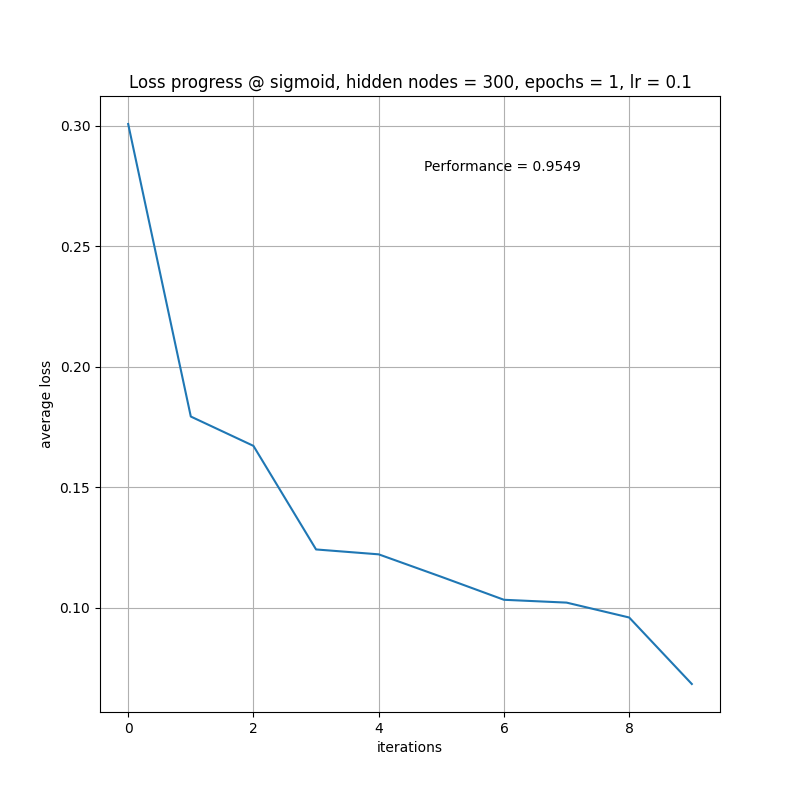 Loss progress @ sigmoid, hidden nodes = 300, epochs = 1, lr = 0.1
Performance = 0.9549
0.30
0.25
0.20
0.15
0.10
average loss
0 2 4 6 8
iterations